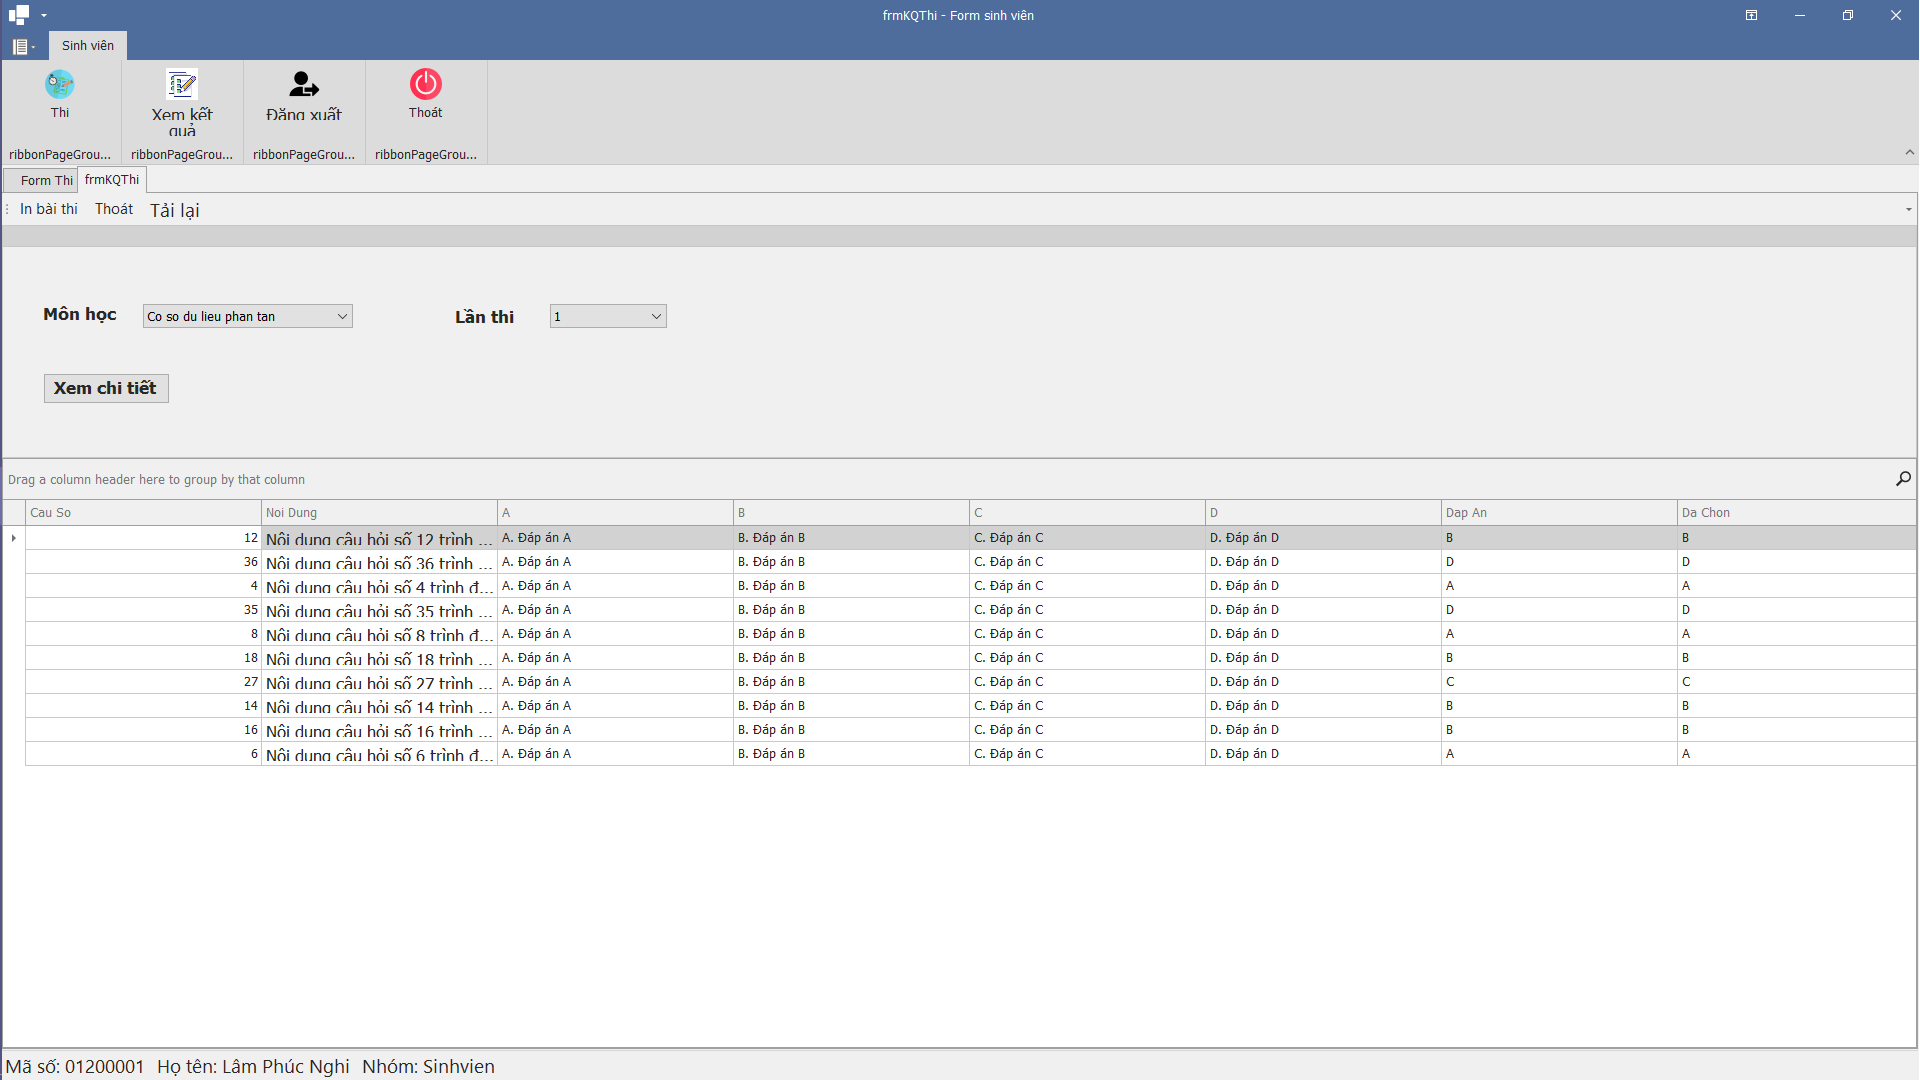 frmKQThi - Form sinh viên
Sinh viên
Thi
Xem kết
quả
Đăng xuất
Thoát
ribbonPageGrou... ribbonPageGrou... ribbonPageGrou... ribbonPageGrou...
Form Thi frmKQThi
In bài thi Thoát Tải lại
Môn học Co so du lieu phan tan Lần thi 1
Xem chi tiết
Drag a column header here to group by that column
Cau So Noi Dung A B C D Dap An Da Chon
12 Nội dung câu hỏi số 12 trình ... A. Đáp án A B. Đáp án B C. Đáp án C D. Đáp án D B B
36 Nội dung câu hỏi số 36 trình ... A. Đáp án A B. Đáp án B C. Đáp án C D. Đáp án D D D
4 Nội dung câu hỏi số 4 trình đ... A. Đáp án A B. Đáp án B C. Đáp án C D. Đáp án D A A
35 Nội dung câu hỏi số 35 trình ... A. Đáp án A B. Đáp án B C. Đáp án C D. Đáp án D D D
8 Nội dung câu hỏi số 8 trình đ... A. Đáp án A B. Đáp án B C. Đáp án C D. Đáp án D A A
18 Nội dung câu hỏi số 18 trình ... A. Đáp án A B. Đáp án B C. Đáp án C D. Đáp án D B B
27 Nội dung câu hỏi số 27 trình ... A. Đáp án A B. Đáp án B C. Đáp án C D. Đáp án D C C
14 Nội dung câu hỏi số 14 trình ... A. Đáp án A B. Đáp án B C. Đáp án C D. Đáp án D B B
16 Nội dung câu hỏi số 16 trình ... A. Đáp án A B. Đáp án B C. Đáp án C D. Đáp án D B B
6 Nội dung câu hỏi số 6 trình đ... A. Đáp án A B. Đáp án B C. Đáp án C D. Đáp án D A A
Mã số: 01200001 Họ tên: Lâm Phúc Nghi Nhóm: Sinhvien